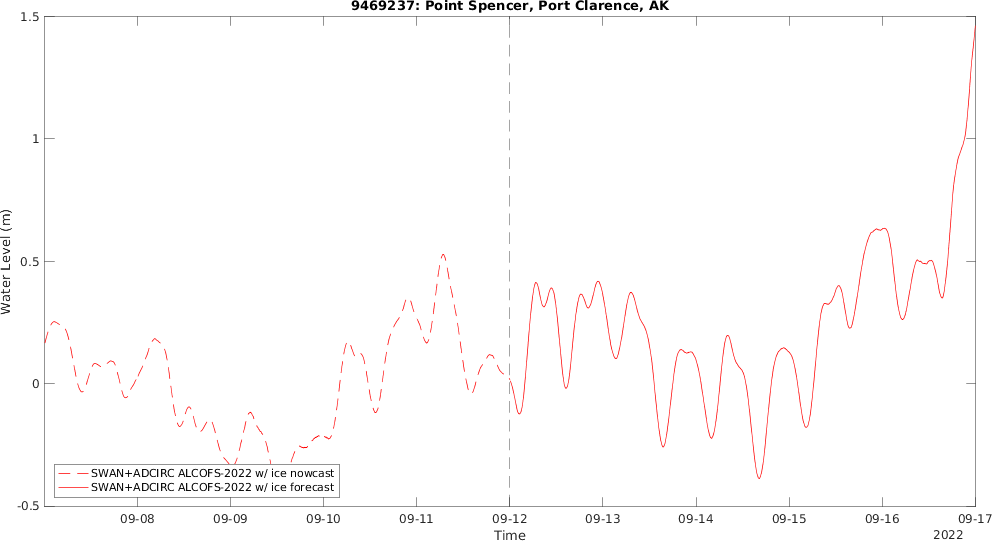 9469237: Point Spencer, Port Clarence, AK
1.5
1
0.5
0
-0.5
Water Level (m)
SWAN+ADCIRC ALCOFS-2022 w/ ice nowcast
SWAN+ADCIRC ALCOFS-2022 w/ ice forecast
09-08 09-09 09-10 09-11 09-12 09-13 09-14 09-15 09-16 09-17
Time
2022